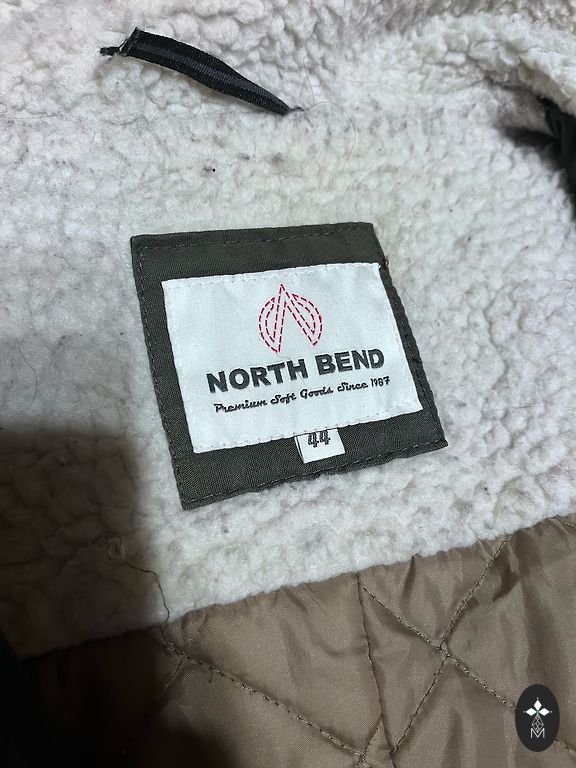 NORTH BEND
Premium Soft Goods Since 1987
44
M